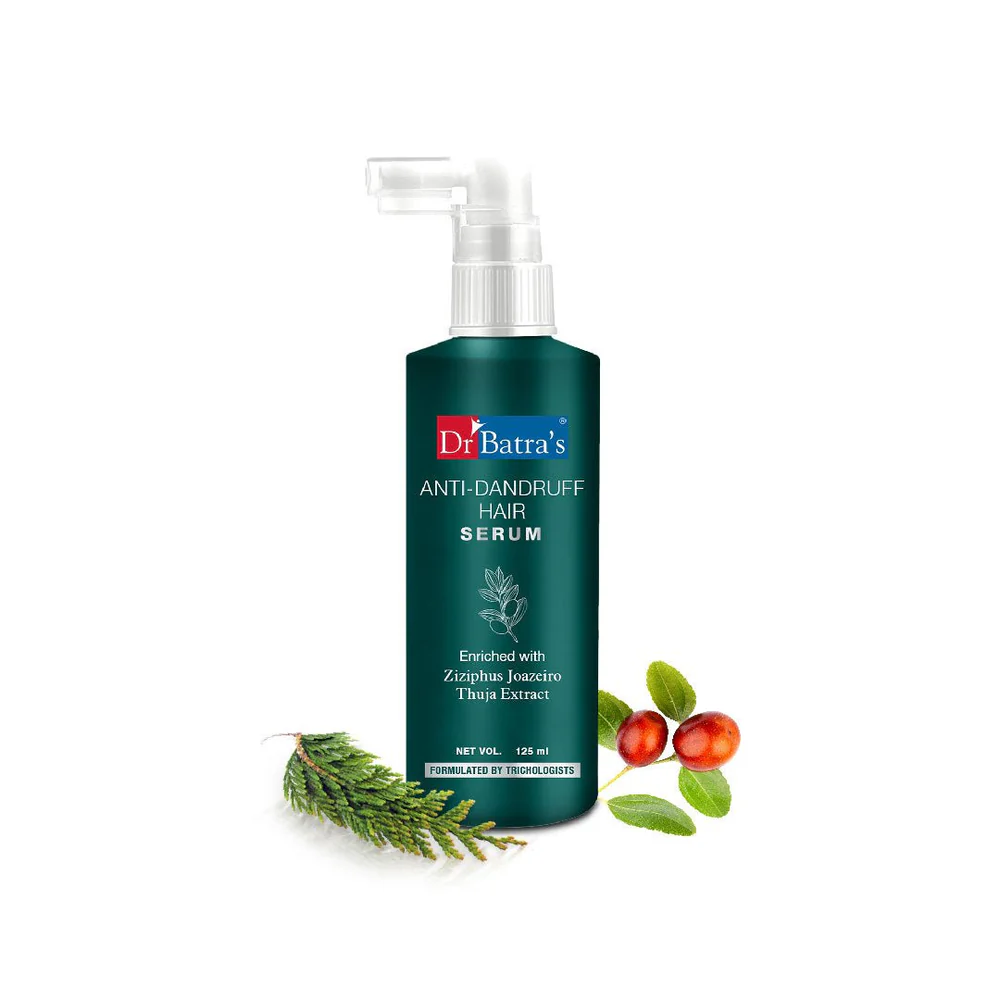 Dr Batra's®
ANTI-DANDRUFF
HAIR
SERUM
Enriched with
Ziziphus Joazeiro
Thuja Extract
NET VOL. 125 ml
FORMULATED BY TRICHOLOGISTS